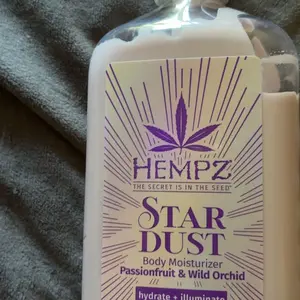 HEMPZ
THE SECRET IS IN THE SEED
STAR
DUST
Body Moisturizer
Passionfruit & Wild Orchid
hydrate + illuminate